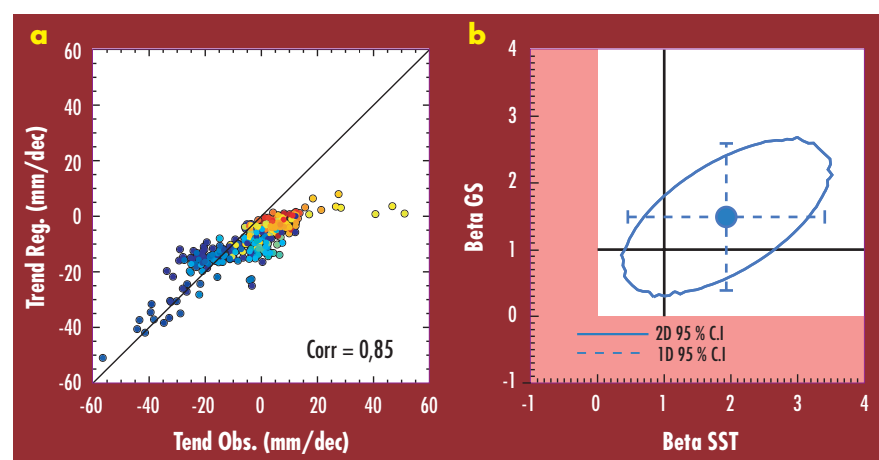 a
60
40
20
0
-20
-40
-60
-60 -40 -20 0 20 40 60
Trend Reg. (mm/dec)
Tend Obs. (mm/dec)
Corr = 0,85
b
4
3
2
1
0
-1
-1 0 1 2 3 4
Beta GS
Beta SST
2D 95 % C.I
1D 95 % C.I